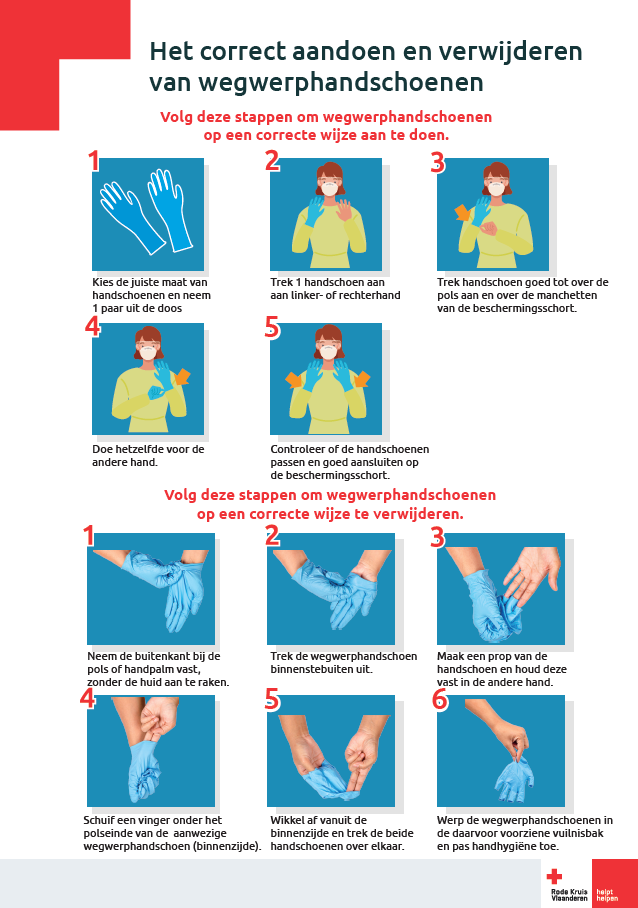 Het correct aandoen en verwijderen
van wegwerphandschoenen
Volg deze stappen om wegwerphandschoenen
op een correcte wijze aan te doen.
1
Kies de juiste maat van
handschoenen en neem
1 paar uit de doos
2
Trek 1 handschoen aan
aan linker- of rechterhand
3
Trek handschoen goed tot over de
pols aan en over de manchetten
van de beschermingsschort.
4
Doe hetzelfde voor de
andere hand.
5
Controleer of de handschoenen
passen en goed aansluiten op
de beschermingsschort.
Volg deze stappen om wegwerphandschoenen
op een correcte wijze te verwijderen.
1
Neem de buitenkant bij de
pols of handpalm vast,
zonder de huid aan te raken.
2
Trek de wegwerphandschoen
binnenstebuiten uit.
3
Maak een prop van de
handschoen en houd deze
vast in de andere hand.
4
Schuif een vinger onder het
polseinde van de aanwezige
wegwerphandschoen (binnenzijde).
5
Wikkel af vanuit de
binnenzijde en trek de beide
handschoenen over elkaar.
6
Werp de wegwerphandschoenen in
de daarvoor voorziene vuilnisbak
en pas handhygiëne toe.
Rode Kruis
Vlaanderen
helpt
helpen